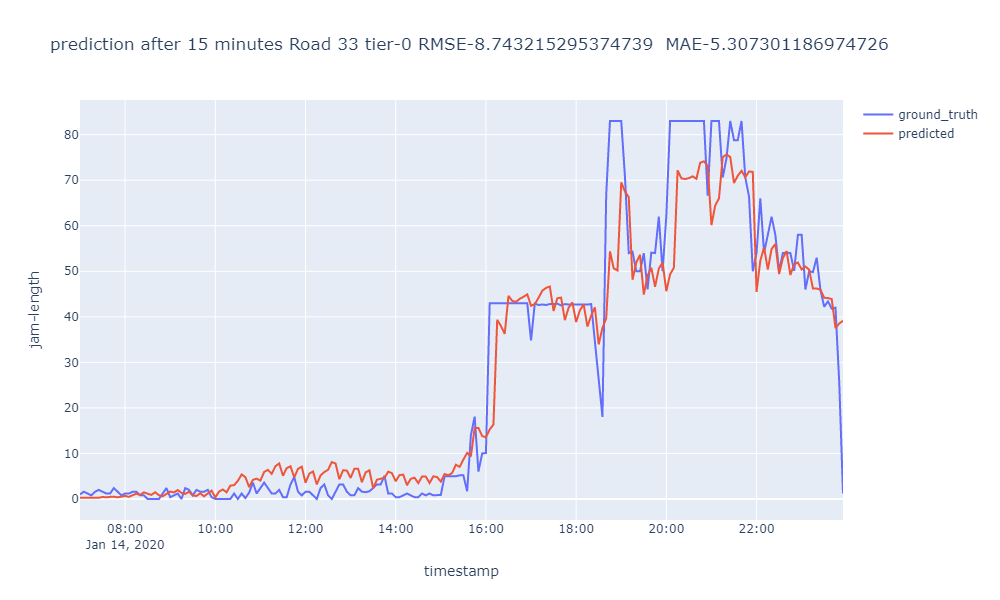 prediction after 15 minutes Road 33 tier-0 RMSE-8.743215295374739  MAE-5.307301186974726
ground_truth
predicted
80
70
60
50
40
30
20
10
0
jam-length
08:00 10:00 12:00 14:00 16:00 18:00 20:00 22:00
Jan 14, 2020
timestamp